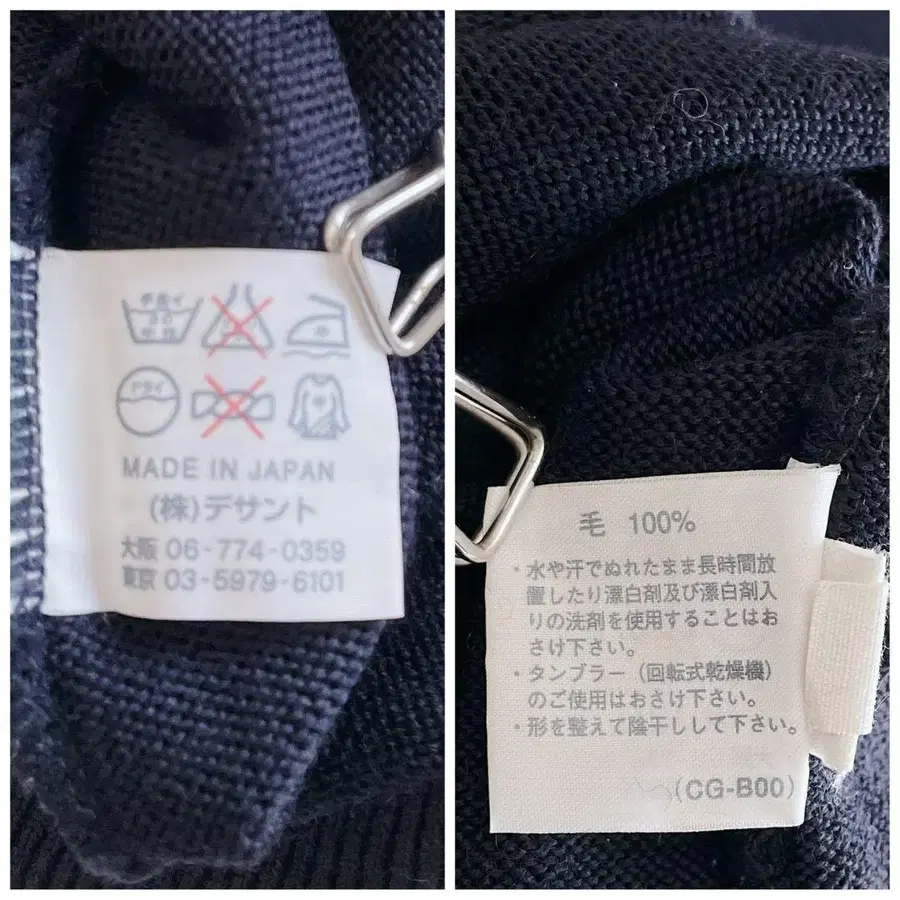 手洗イ
30
中性
ドライ
MADE IN JAPAN
(株)デサント
大阪 06-774-0359
東京 03-5979-6101
毛 100%
・水や汗でぬれたまま長時間放
置したり漂白剤及び漂白剤入
りの洗剤を使用することはお
さけ下さい。
・タンブラー(回転式乾燥機)
のご使用はおさけ下さい。
・形を整えて陰干しして下さい。
(CG-B00)